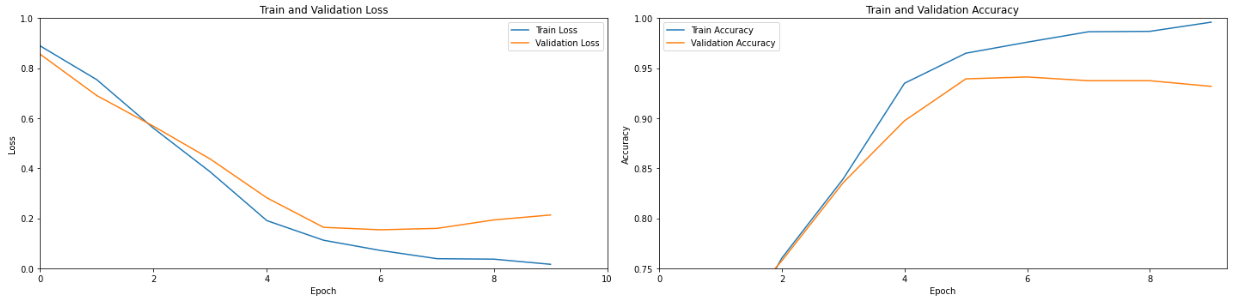 Train and Validation Loss
1.0
0.8
0.6
0.4
0.2
0.0
Loss
Train Loss
Validation Loss
0 2 4 6 8 10
Epoch
Train and Validation Accuracy
1.00
0.95
0.90
0.85
0.80
0.75
Accuracy
Train Accuracy
Validation Accuracy
0 2 4 6 8
Epoch